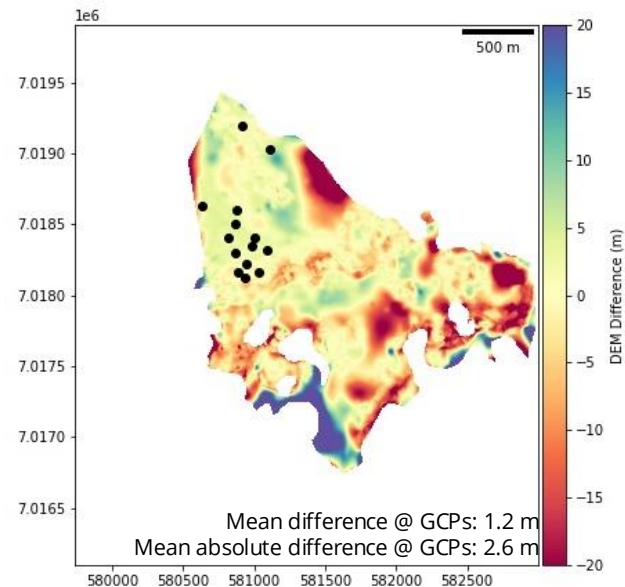 1e6
500 m
7.0195
7.0190
7.0185
7.0180
7.0175
7.0170
7.0165
580000 580500 581000 581500 582000 582500
Mean difference @ GCPs: 1.2 m
Mean absolute difference @ GCPs: 2.6 m
20
15
10
5
0
−5
−10
−15
−20
DEM Difference (m)